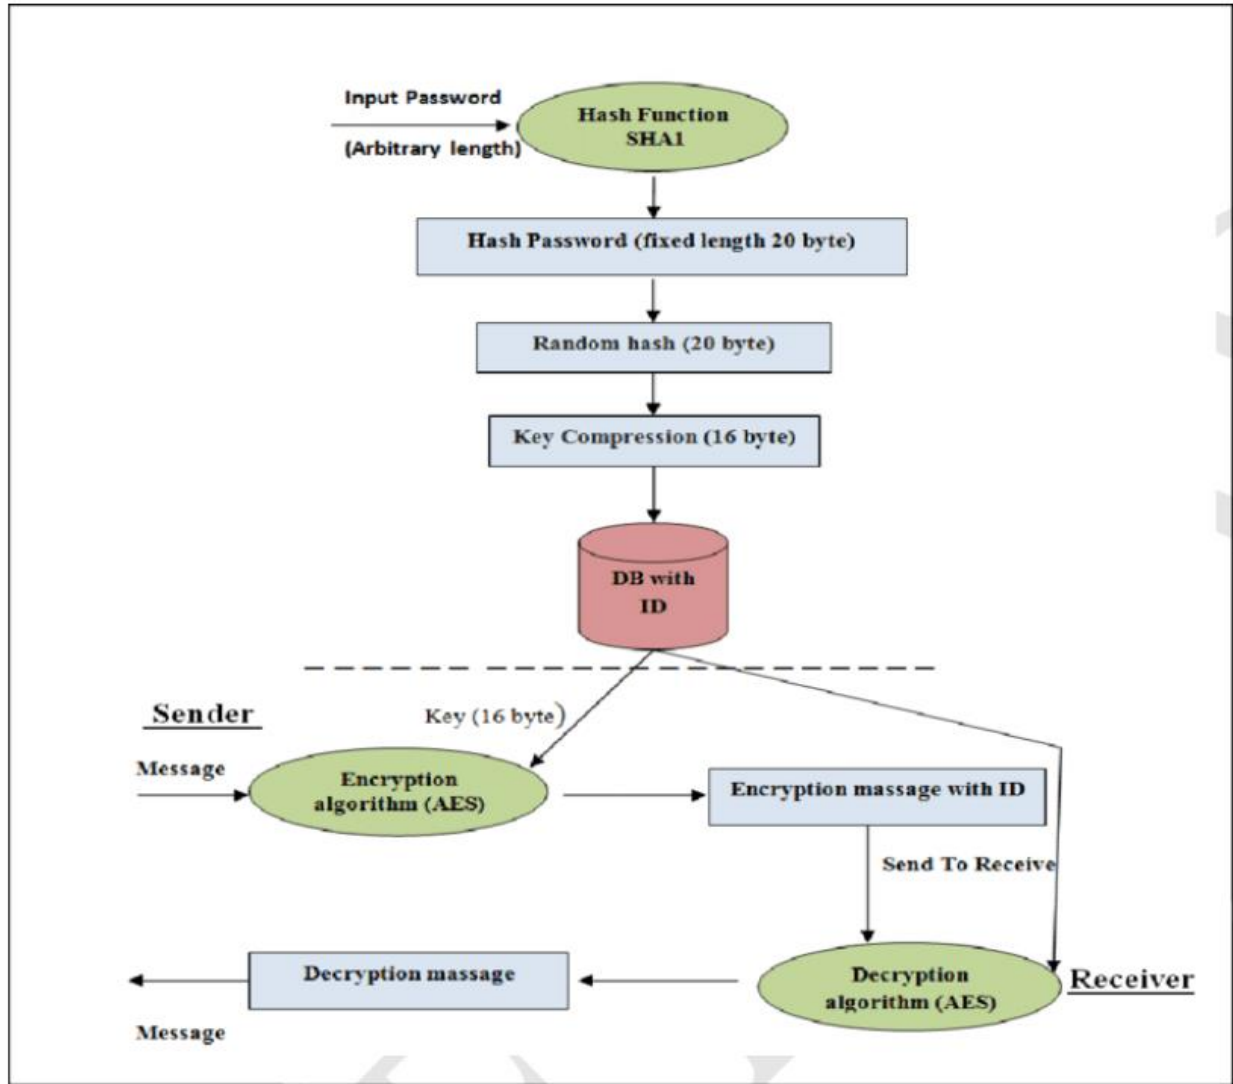 Input Password
(Arbitrary length)
Hash Function
SHA1
Hash Password (fixed length 20 byte)
Random hash (20 byte)
Key Compression (16 byte)
DB with
ID
Sender
Key (16 byte)
Message
Encryption
algorithm (AES)
Encryption massage with ID
Send To Receive
Decryption massage
Decryption
algorithm (AES)
Receiver
Message